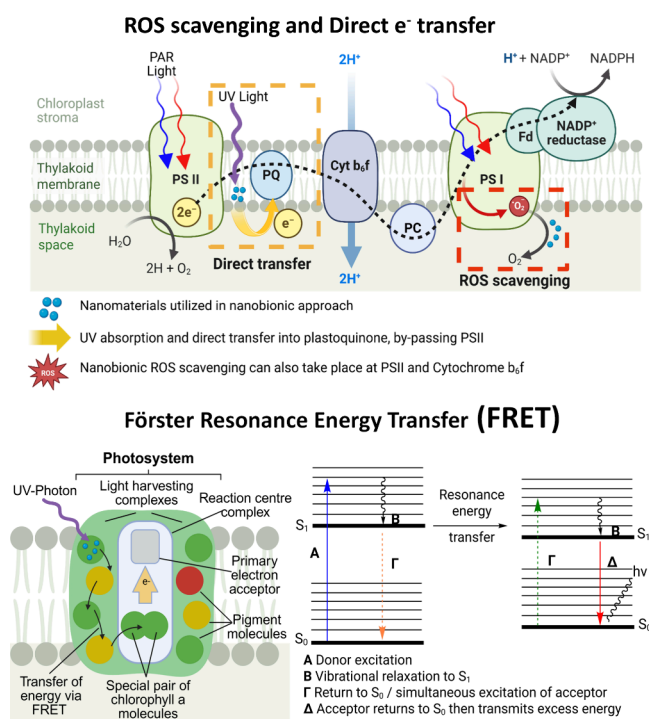 ROS scavenging and Direct e- transfer
PAR
Light
UV Light
2H⁺
H⁺ + NADP⁺
NADPH
Chloroplast
stroma
Thylakoid
membrane
Thylakoid
space
PS II
PQ
Cyt b₆f
PS I
Fd
NADP⁺
reductase
2e⁻
e⁻
PC
·O₂⁻
H₂O
2H + O₂
Direct transfer
2H⁺
O₂
ROS scavenging
Nanomaterials utilized in nanobionic approach
UV absorption and direct transfer into plastoquinone, by-passing PSII
ROS
Nanobionic ROS scavenging can also take place at PSII and Cytochrome b₆f
Förster Resonance Energy Transfer (FRET)
Photosystem
UV-Photon
Light harvesting
complexes
Reaction centre
complex
Primary
electron
acceptor
e-
Pigment
molecules
Transfer of
energy via
FRET
Special pair of
chlorophyll a
molecules
S₁
B
A
Γ
S₀
Resonance
energy
transfer
B
S₁
Γ
Δ
hν
S₀
A Donor excitation
B Vibrational relaxation to S₁
Γ Return to S₀ / simultaneous excitation of acceptor
Δ Acceptor returns to S₀ then transmits excess energy